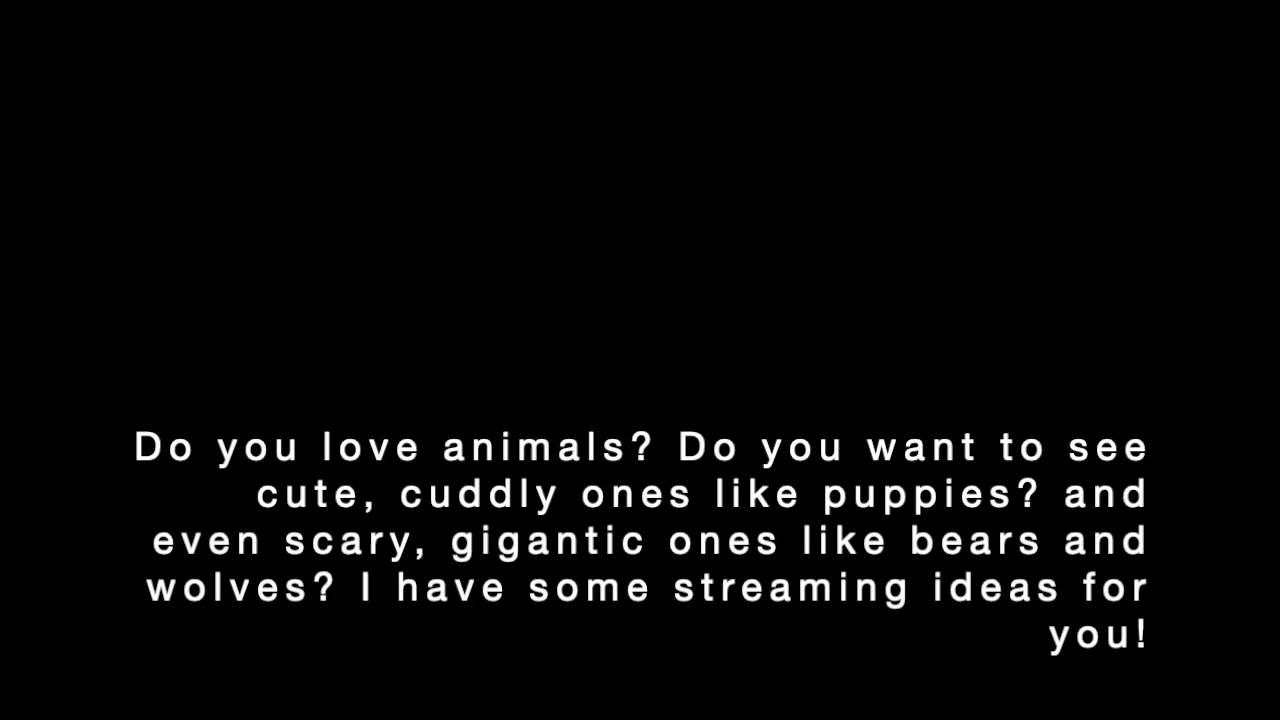 Do you love animals? Do you want to see
cute, cuddly ones like puppies? and
even scary, gigantic ones like bears and
wolves? I have some streaming ideas for
you!